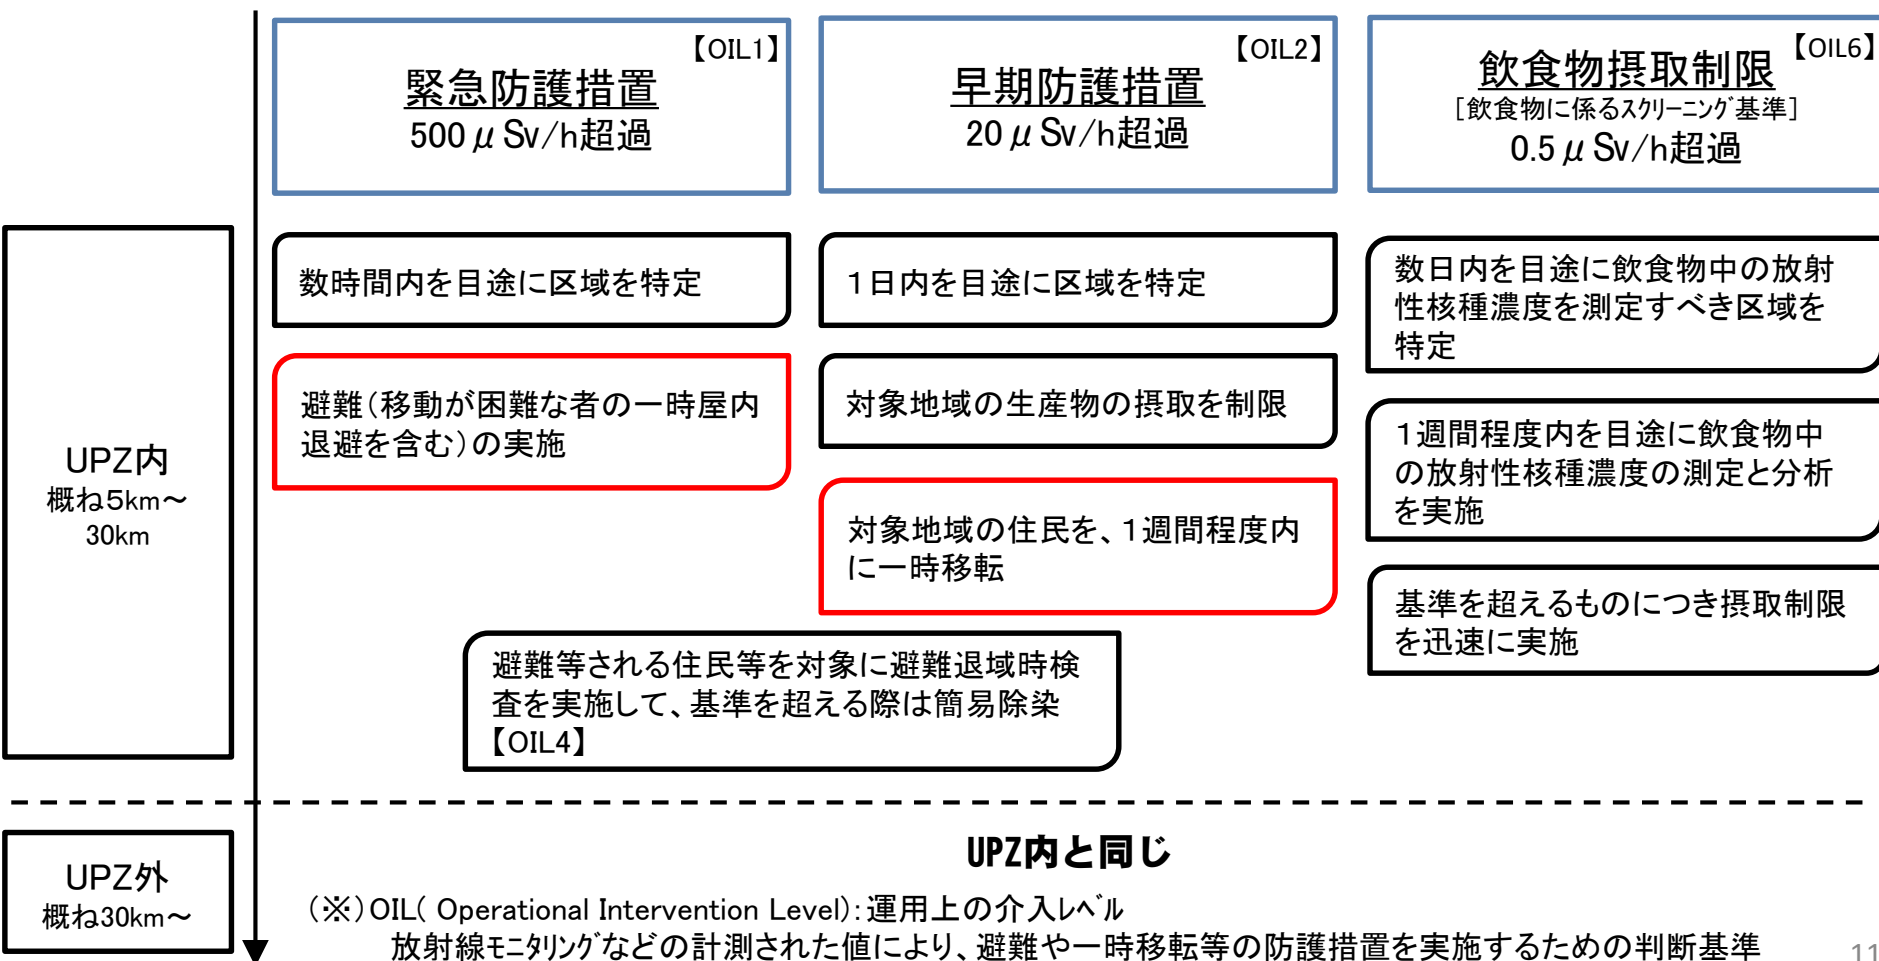 【OIL1】
緊急防護措置
500μSv/h超過
【OIL2】
早期防護措置
20μSv/h超過
【OIL6】
飲食物摂取制限
[飲食物に係るｽｸﾘｰﾆﾝｸﾞ基準]
0.5μSv/h超過
UPZ内
概ね5km～
30km
数時間内を目途に区域を特定
避難(移動が困難な者の一時屋内
退避を含む)の実施
１日内を目途に区域を特定
対象地域の生産物の摂取を制限
対象地域の住民を、１週間程度内
に一時移転
数日内を目途に飲食物中の放射
性核種濃度を測定すべき区域を
特定
１週間程度内を目途に飲食物中
の放射性核種濃度の測定と分析
を実施
基準を超えるものにつき摂取制限
を迅速に実施
避難等される住民等を対象に避難退域時検
査を実施して、基準を超える際は簡易除染
【OIL4】
UPZ外
概ね30km～
UPZ内と同じ
(※)OIL( Operational Intervention Level):運用上の介入ﾚﾍﾞﾙ
放射線ﾓﾆﾀﾘﾝｸﾞなどの計測された値により、避難や一時移転等の防護措置を実施するための判断基準
11